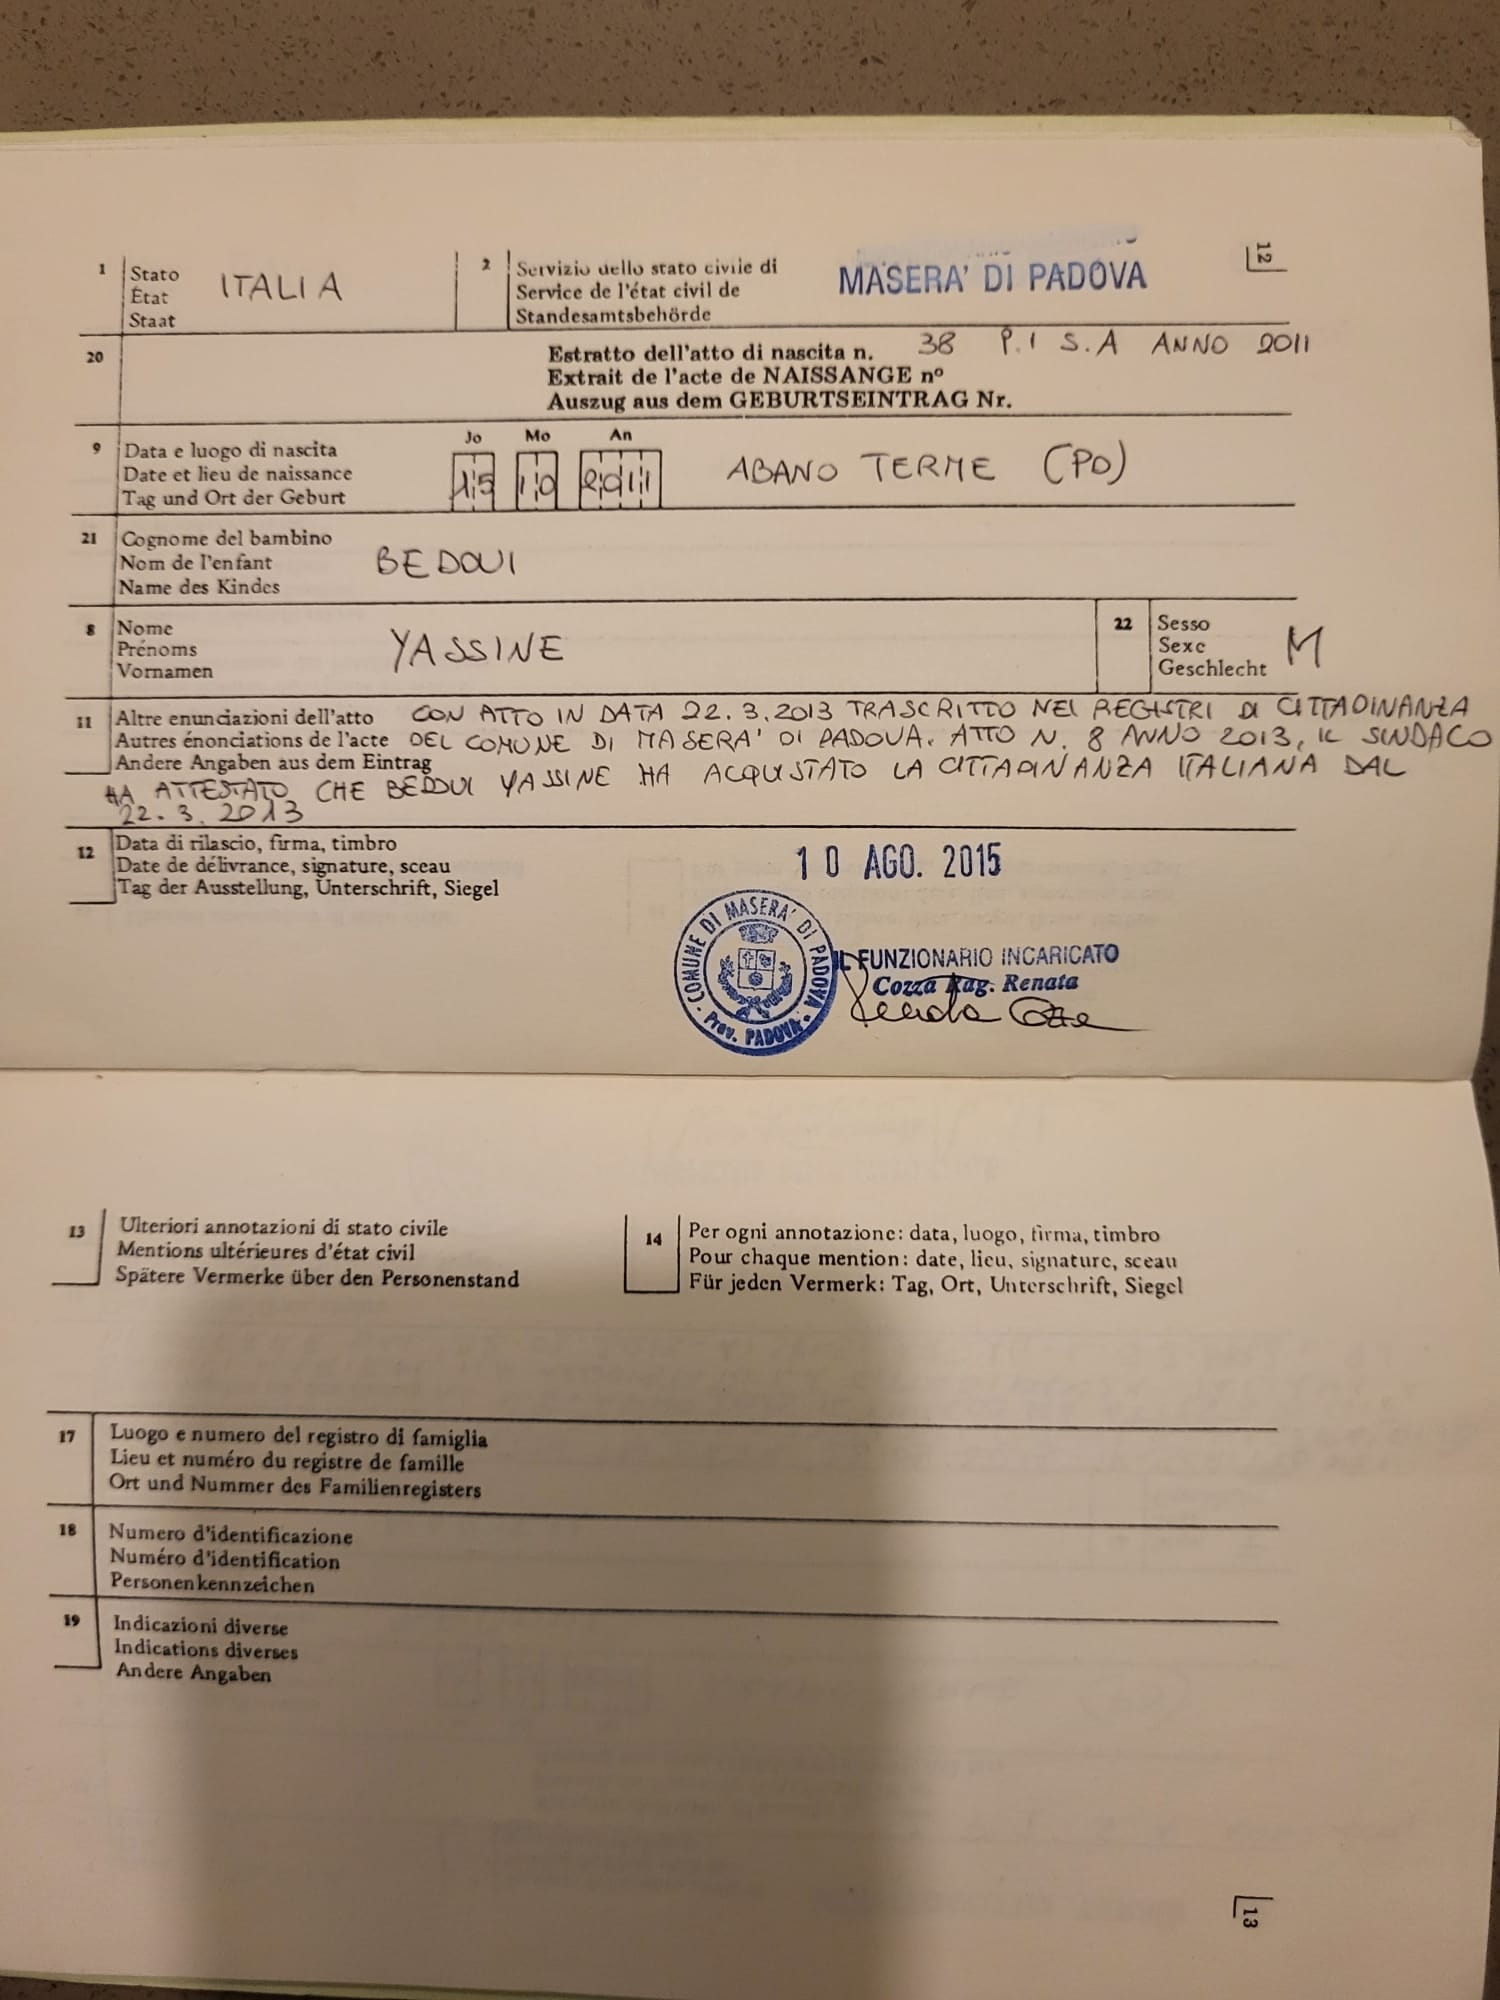 12
1 Stato ITALIA
État
Staat
2 Servizio dello stato civile di MASERA' DI PADOVA
Service de l'état civil de
Standesamtsbehörde
20 Estratto dell'atto di nascita n. 38 P. I S. A ANNO 2011
Extrait de l'acte de NAISSANGE nº
Auszug aus dem GEBURTSEINTRAG Nr.
Jo Mo An
9 Data e luogo di nascita 15 10 2011 ABANO TERME (PD)
Date et lieu de naissance
Tag und Ort der Geburt
21 Cognome del bambino
Nom de l'enfant BEDOUI
Name des Kindes
8 Nome
Prénoms YASSINE
Vornamen
22 Sesso
Sexe M
Geschlecht
11 Altre enunciazioni dell'atto CON ATTO IN DATA 22.3.2013 TRASCRITTO NEI REGISTRI DI CITTADINANZA
Autres énonciations de l'acte DEL COMUNE DI MASERA' DI PADOVA. ATTO N. 8 ANNO 2013, IL SINDACO
Andere Angaben aus dem Eintrag
HA ATTESTATO CHE BEDOUI YASSINE HA ACQUISTATO LA CITTADINANZA ITALIANA DAL
22.3.2013
12 Data di rilascio, firma, timbro
Date de délivrance, signature, sceau
Tag der Ausstellung, Unterschrift, Siegel
10 AGO. 2015
COMUNE DI MASERA' DI PADOVA
Prov. PADOVA
IL FUNZIONARIO INCARICATO
Cozza Rag. Renata
13 Ulteriori annotazioni di stato civile
Mentions ultérieures d'état civil
Spätere Vermerke über den Personenstand
14 Per ogni annotazione: data, luogo, firma, timbro
Pour chaque mention: date, lieu, signature, sceau
Für jeden Vermerk: Tag, Ort, Unterschrift, Siegel
17 Luogo e numero del registro di famiglia
Lieu et numéro du registre de famille
Ort und Nummer des Familienregisters
18 Numero d'identificazione
Numéro d'identification
Personenkennzeichen
19 Indicazioni diverse
Indications diverses
Andere Angaben
13